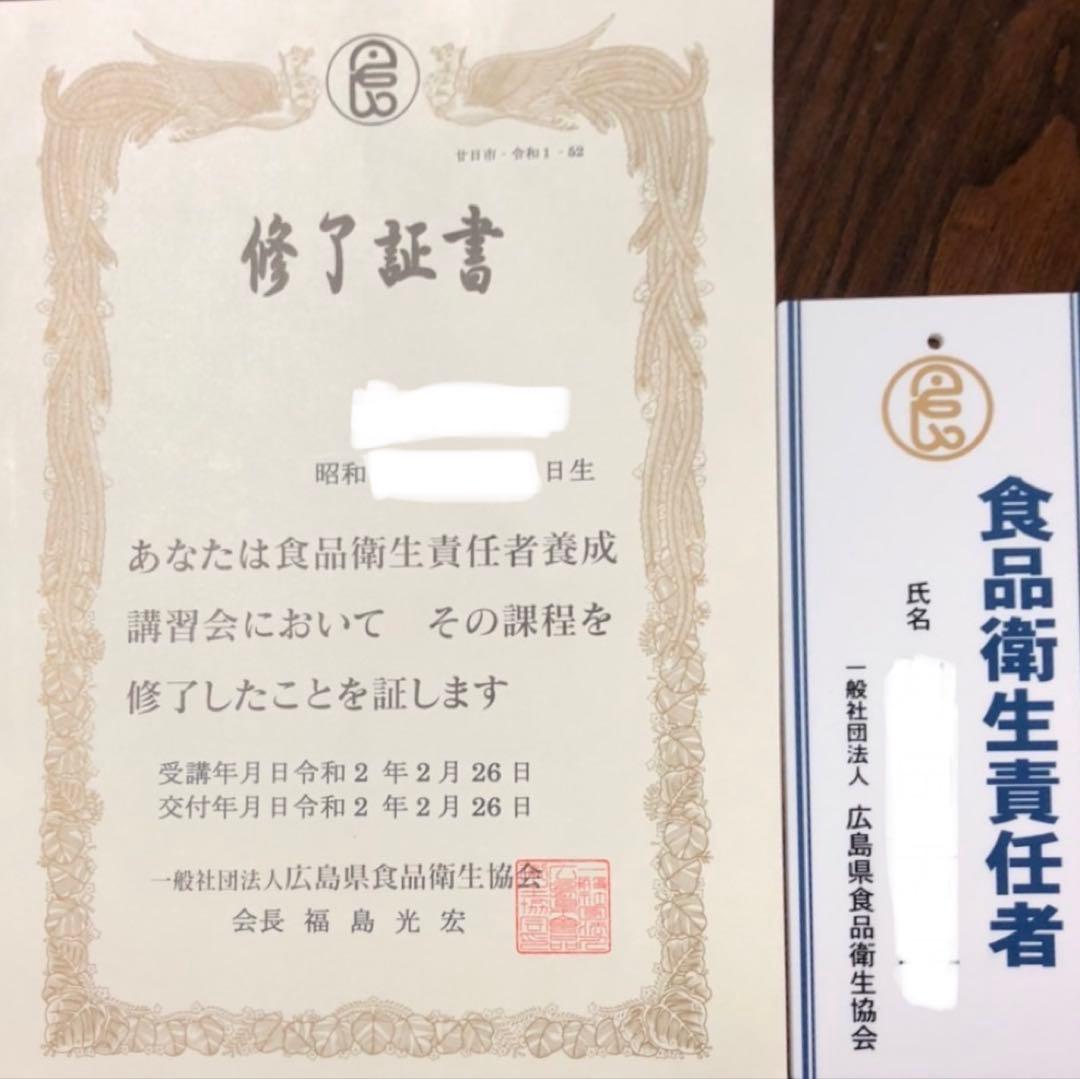 廿日市・令和1－52
修了証書
昭和 日生
あなたは食品衛生責任者養成
講習会において　その課程を
修了したことを証します
受講年月日令和2 年2月26日
交付年月日令和2 年2月26日
一般社団法人広島県食品衛生協会
会長 福 島 光 宏
食品衛生責任者
氏名
一般社団法人 広島県食品衛生協会